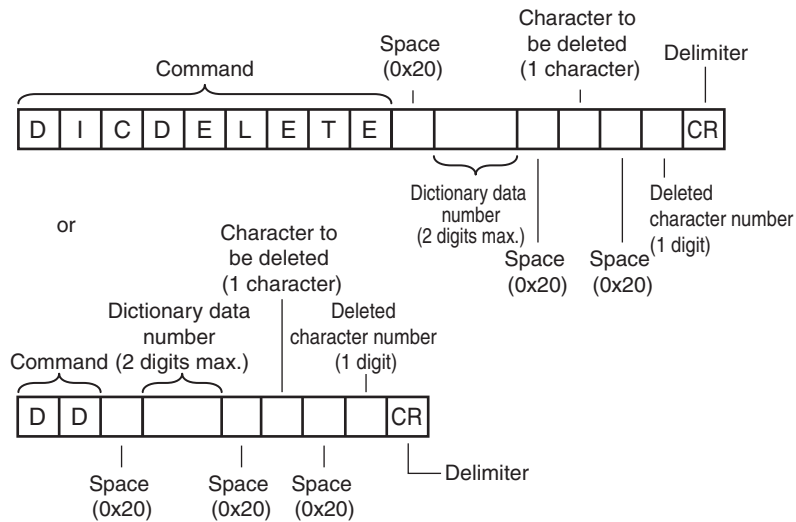 Character to
be deleted
(1 character)
Space
(0x20)
Delimiter
Command
D I C D E L E T E CR
Dictionary data
number
(2 digits max.)
Deleted
character number
(1 digit)
Space
(0x20)
Space
(0x20)
or
Character to
be deleted
(1 character)
Dictionary data
number
(2 digits max.)
Deleted
character number
(1 digit)
Command
D D CR
Space
(0x20)
Space
(0x20)
Space
(0x20)
Delimiter